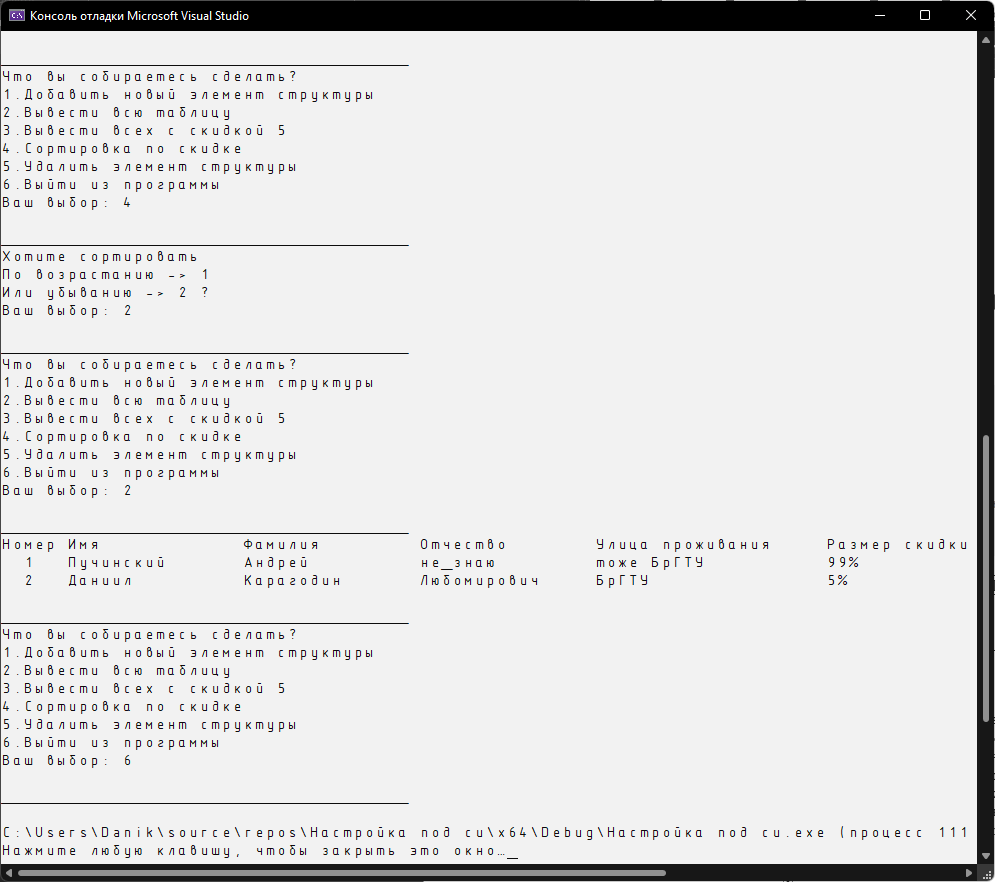 Консоль отладки Microsoft Visual Studio
Что вы собираетесь сделать?
1.Добавить новый элемент структуры
2.Вывести всю таблицу
3.Вывести всех с скидкой 5
4.Сортировка по скидке
5.Удалить элемент структуры
6.Выйти из программы
Ваш выбор: 4
Хотите сортировать
По возрастанию -> 1
Или убыванию -> 2 ?
Ваш выбор: 2
Что вы собираетесь сделать?
1.Добавить новый элемент структуры
2.Вывести всю таблицу
3.Вывести всех с скидкой 5
4.Сортировка по скидке
5.Удалить элемент структуры
6.Выйти из программы
Ваш выбор: 2
Номер Имя Фамилия Отчество Улица проживания Размер скидки
1 Пучинский Андрей не_знаю тоже БрГТУ 99%
2 Даниил Карагодин Любомирович БрГТУ 5%
Что вы собираетесь сделать?
1.Добавить новый элемент структуры
2.Вывести всю таблицу
3.Вывести всех с скидкой 5
4.Сортировка по скидке
5.Удалить элемент структуры
6.Выйти из программы
Ваш выбор: 6
C:\Users\Danik\source\repos\Настройка под си\x64\Debug\Настройка под си.exe (процесс 111
Нажмите любую клавишу, чтобы закрыть это окно…